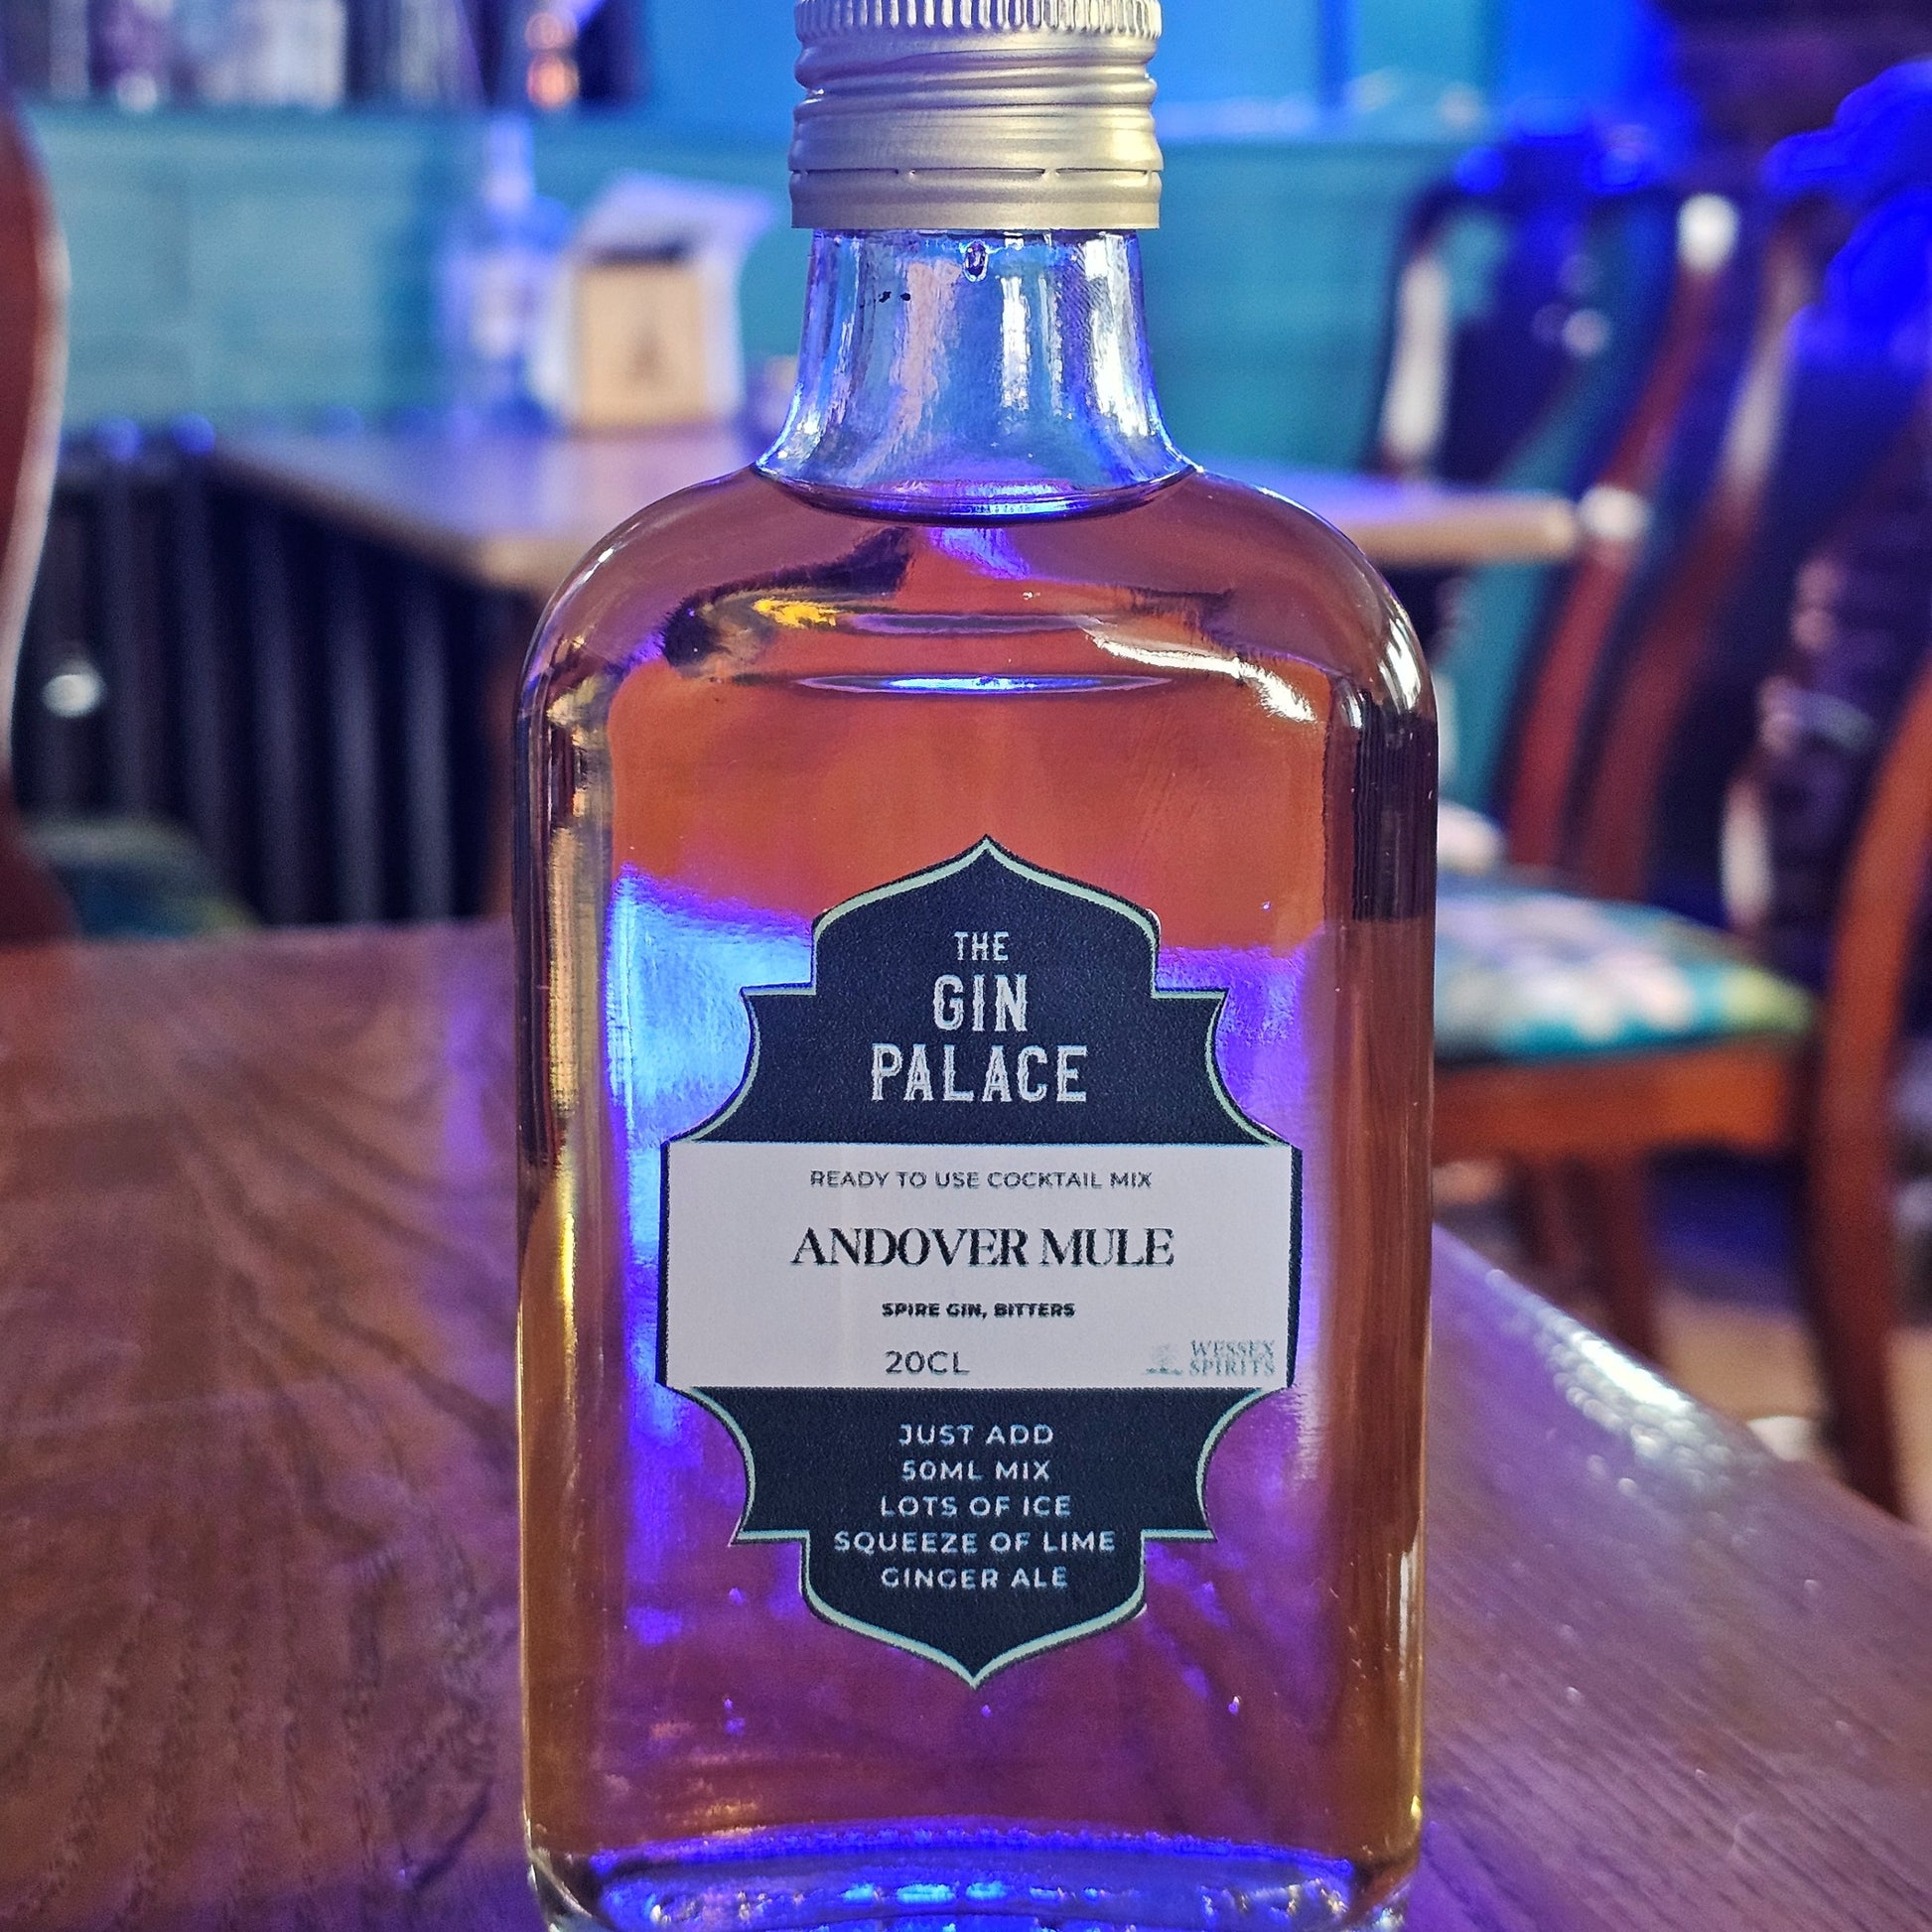 THE
GIN
PALACE
READY TO USE COCKTAIL MIX
ANDOVER MULE
SPIRE GIN, BITTERS
20CL
WESSEX
SPIRITS
JUST ADD
50ML MIX
LOTS OF ICE
SQUEEZE OF LIME
GINGER ALE